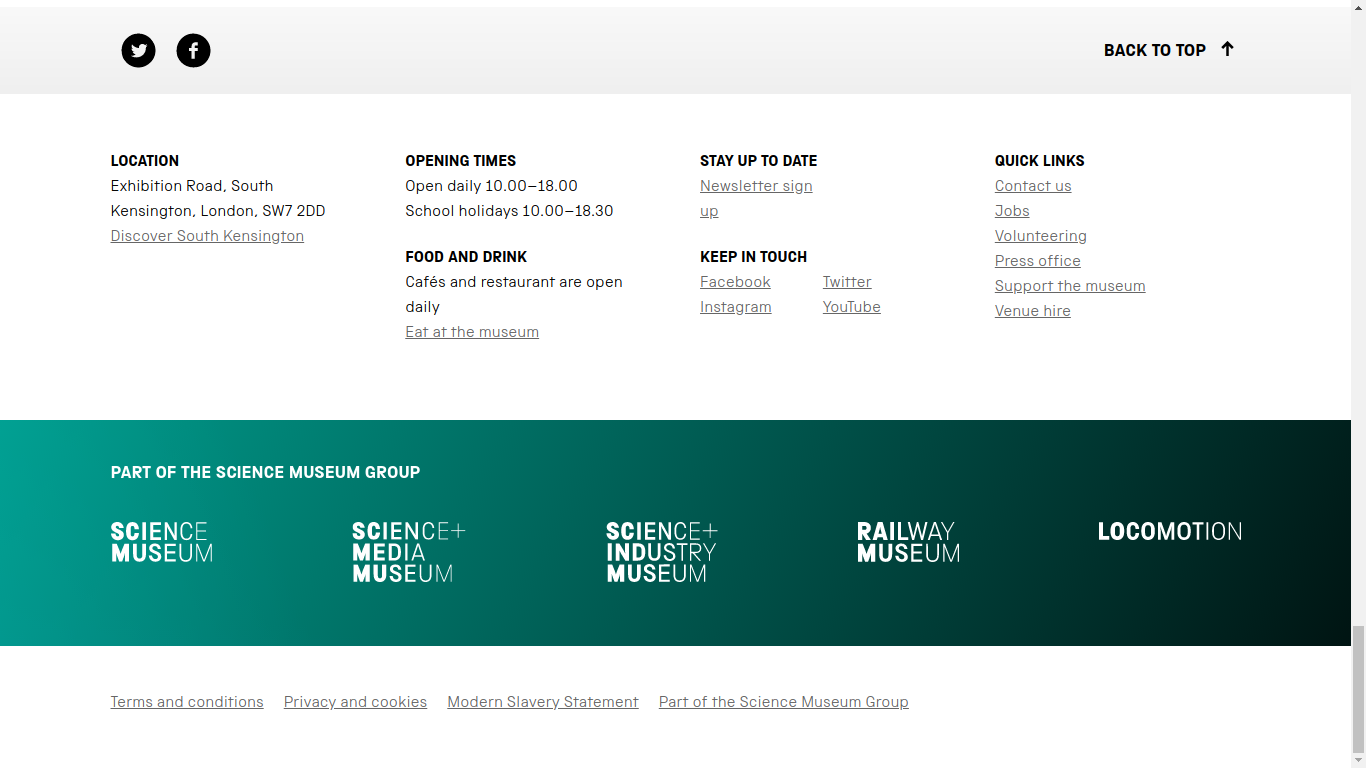 BACK TO TOP
LOCATION
Exhibition Road, South
Kensington, London, SW7 2DD
Discover South Kensington
OPENING TIMES
Open daily 10.00–18.00
School holidays 10.00–18.30
FOOD AND DRINK
Cafés and restaurant are open
daily
Eat at the museum
STAY UP TO DATE
Newsletter sign
up
KEEP IN TOUCH
Facebook
Twitter
Instagram
YouTube
QUICK LINKS
Contact us
Jobs
Volunteering
Press office
Support the museum
Venue hire
PART OF THE SCIENCE MUSEUM GROUP
SCIENCE
MUSEUM
SCIENCE+
MEDIA
MUSEUM
SCIENCE+
INDUSTRY
MUSEUM
RAILWAY
MUSEUM
LOCOMOTION
Terms and conditions
Privacy and cookies
Modern Slavery Statement
Part of the Science Museum Group